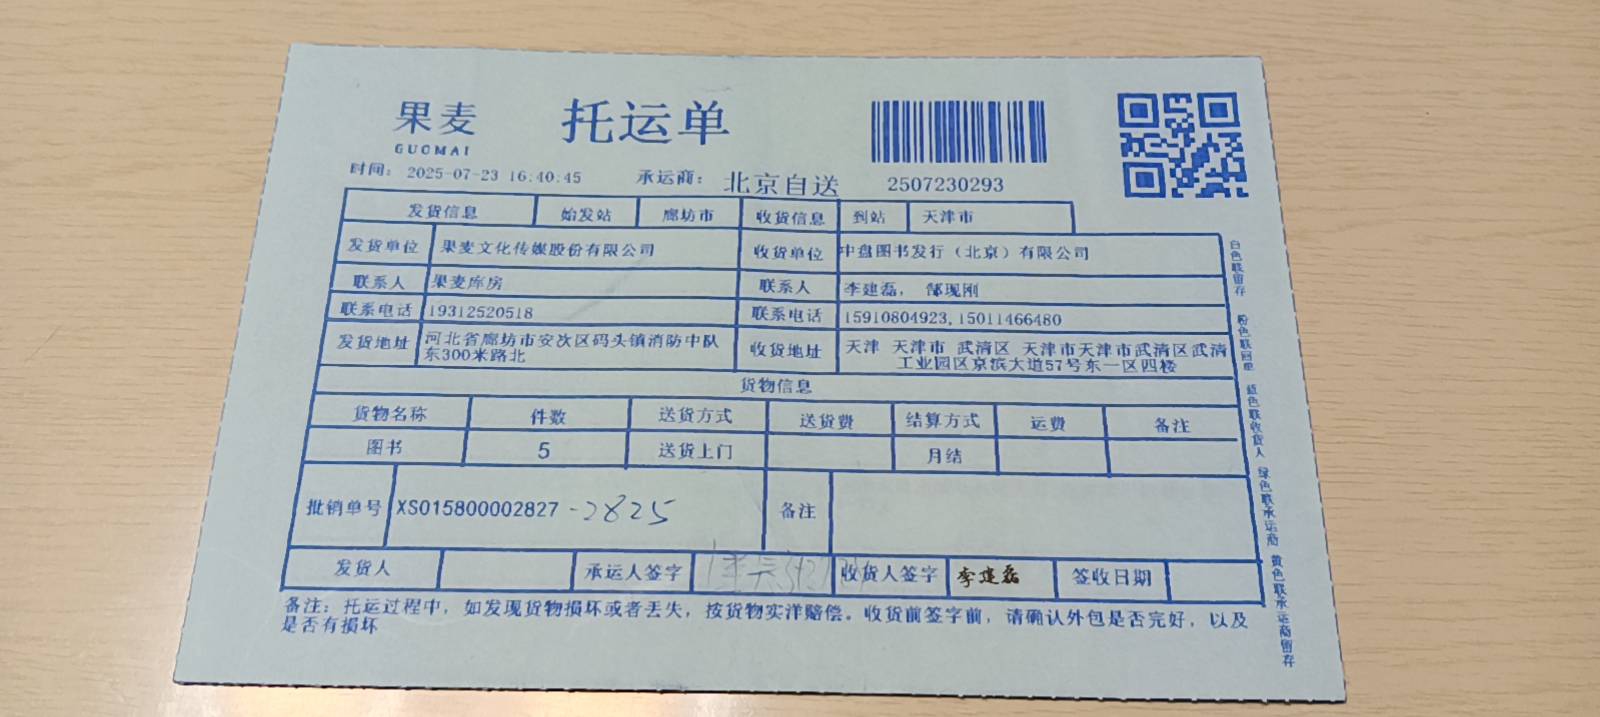 果麦 托运单
GUOMAI
时间： 2025-07-23 16:40:45 承运商： 北京自送 2507230293
发货信息 始发站 廊坊市 收货信息 到站 天津市
发货单位 果麦文化传媒股份有限公司 收货单位 中盘图书发行（北京）有限公司
联系人 果麦库房 联系人 李建磊， 郜现刚
联系电话 19312520518 联系电话 15910804923,15011466480
发货地址 河北省廊坊市安次区码头镇消防中队 收货地址 天津 天津市 武清区 天津市天津市武清区武清
东300米路北 工业园区京滨大道57号东一区四楼
货物信息
货物名称 件数 送货方式 送货费 结算方式 运费 备注
图书 5 送货上门 月结
批销单号 XS015800002827 -2825 备注
发货人 承运人签字 收货人签字 李建磊 签收日期
备注：托运过程中，如发现货物损坏或者丢失，按货物实洋赔偿。收货前签字前，请确认外包是否完好，以及
是否有损坏
白色联留存 粉色联回单 蓝色联收货人 绿色联承运商 黄色联承运商留存